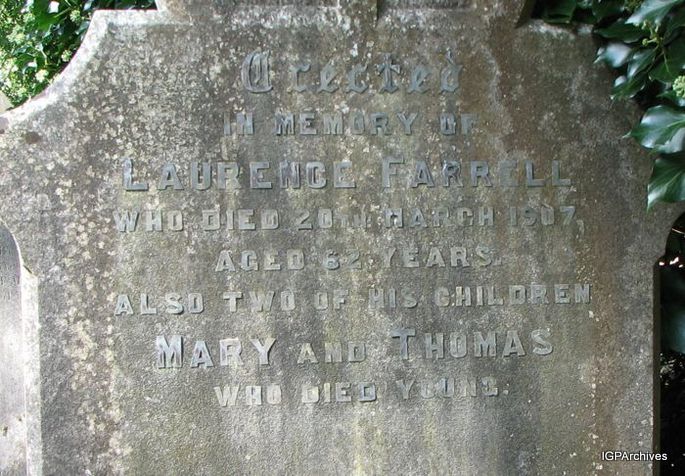 Erected
IN MEMORY OF
LAURENCE FARRELL
WHO DIED 20TH MARCH 1907,
AGED 62 YEARS.
ALSO TWO OF HIS CHILDREN
MARY AND THOMAS
WHO DIED YOUNG.
IGPArchives